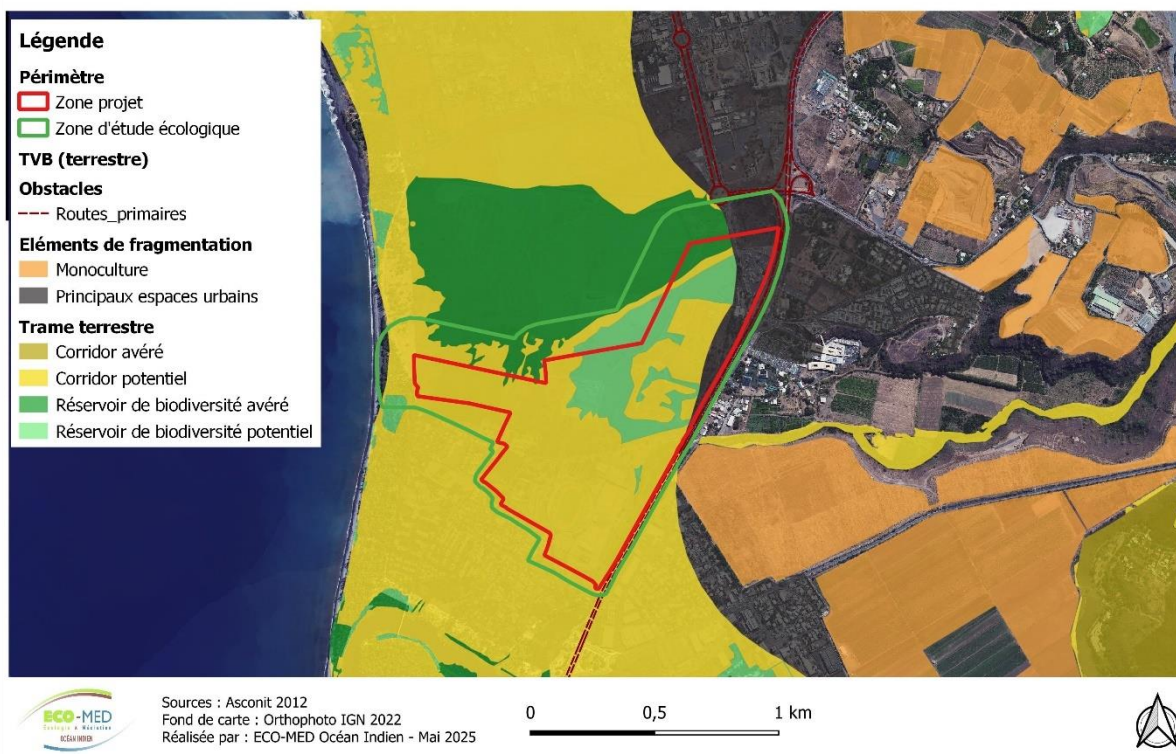 Légende
Périmètre
Zone projet
Zone d'étude écologique
TVB (terrestre)
Obstacles
Routes_primaires
Eléments de fragmentation
Monoculture
Principaux espaces urbains
Trame terrestre
Corridor avéré
Corridor potentiel
Réservoir de biodiversité avéré
Réservoir de biodiversité potentiel
ECO-MED
Ecologie & Médiation
OCÉAN INDIEN
Sources : Asconit 2012
Fond de carte : Orthophoto IGN 2022
Réalisée par : ECO-MED Océan Indien - Mai 2025
0 0,5 1 km